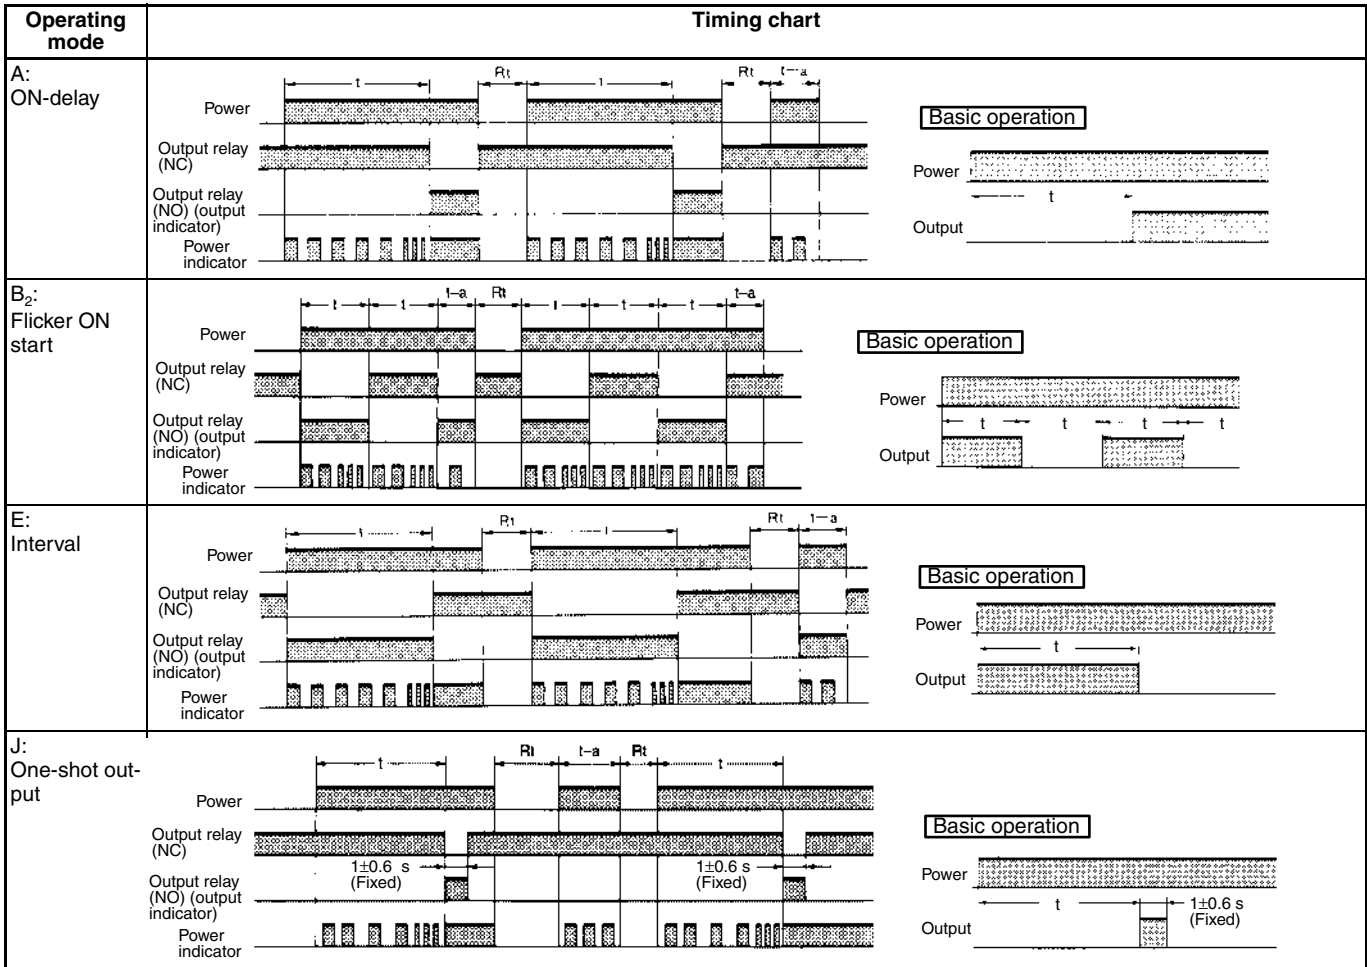 Operating
mode
Timing chart
A:
ON-delay
t
Rt
t
Rt
t–a
Power
Output relay
(NC)
Output relay
(NO) (output
indicator)
Power
indicator
Basic operation
Power
t
Output
B2:
Flicker ON
start
t
t
t–a
Rt
t
t
t
t–a
Power
Output relay
(NC)
Output relay
(NO) (output
indicator)
Power
indicator
Basic operation
Power
t
t
t
t
Output
E:
Interval
t
Rt
t
Rt
t–a
Power
Output relay
(NC)
Output relay
(NO) (output
indicator)
Power
indicator
Basic operation
Power
t
Output
J:
One-shot out-
put
t
Rt
t–a
Rt
t
Power
Output relay
(NC)
1±0.6 s
(Fixed)
1±0.6 s
(Fixed)
Output relay
(NO) (output
indicator)
Power
indicator
Basic operation
Power
t
1±0.6 s
(Fixed)
Output